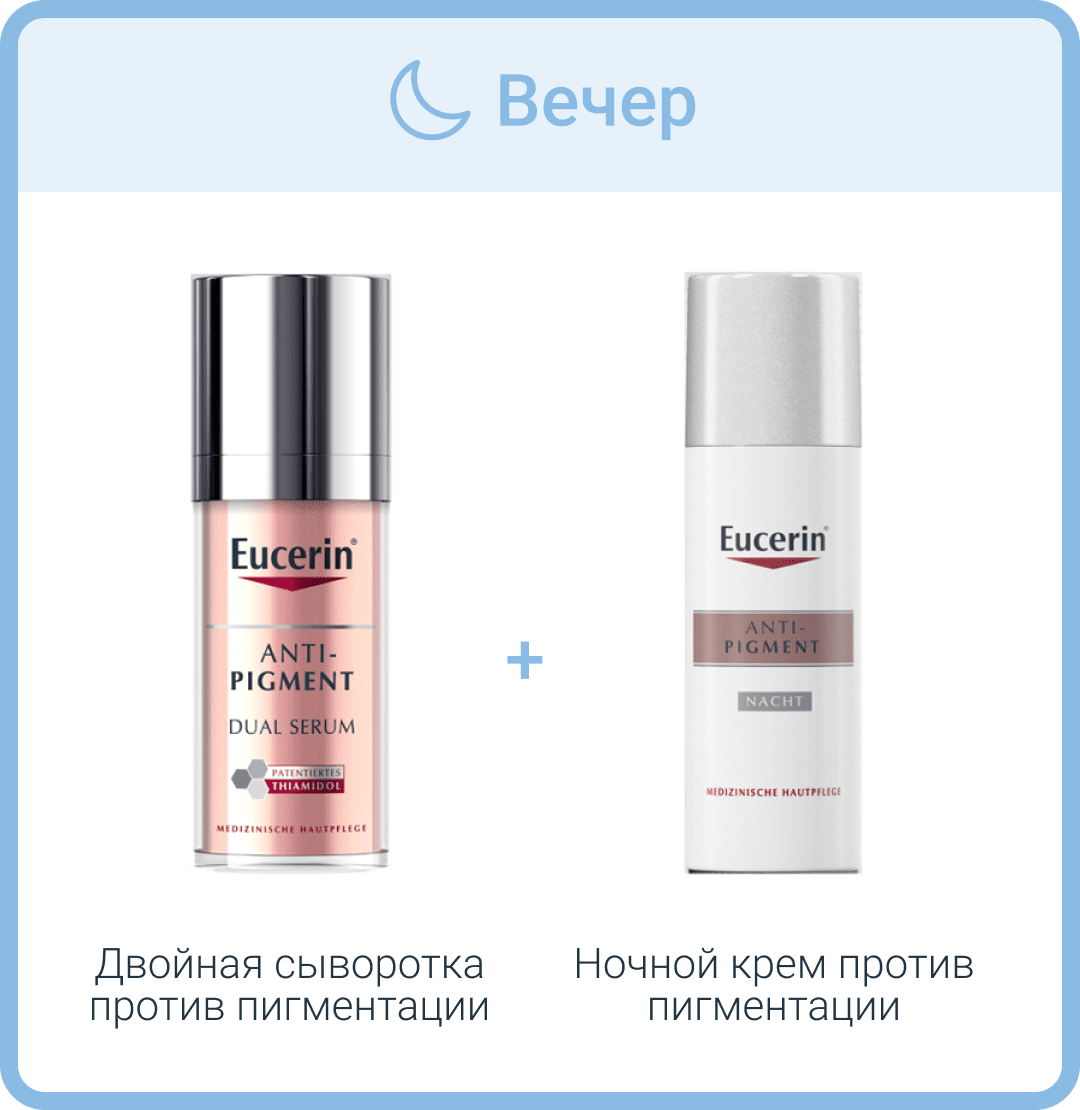 Вечер
Eucerin®
ANTI-
PIGMENT
DUAL SERUM
PATENTIERTES
THIAMIDOL
MEDIZINISCHE HAUTPFLEGE
+
Eucerin®
ANTI-
PIGMENT
NACHT
MEDIZINISCHE HAUTPFLEGE
Двойная сыворотка
против пигментации
Ночной крем против
пигментации